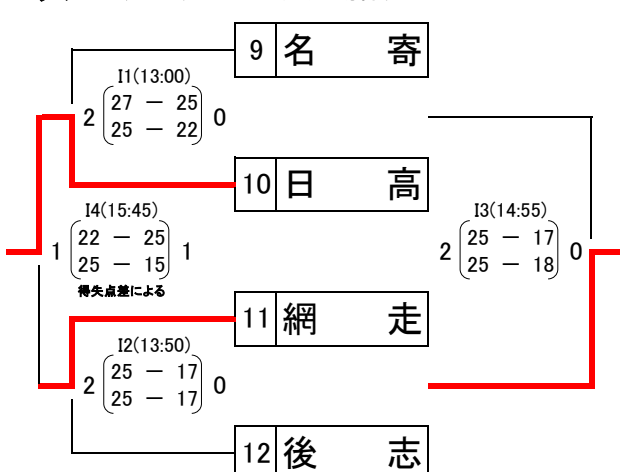 9 名 寄
I1(13:00)
2 27 － 25 0
25 － 22
10 日 高
I4(15:45)
1 22 － 25 1
25 － 15
得失点差による
I3(14:55)
2 25 － 17 0
25 － 18
11 網 走
I2(13:50)
2 25 － 17 0
25 － 17
12 後 志